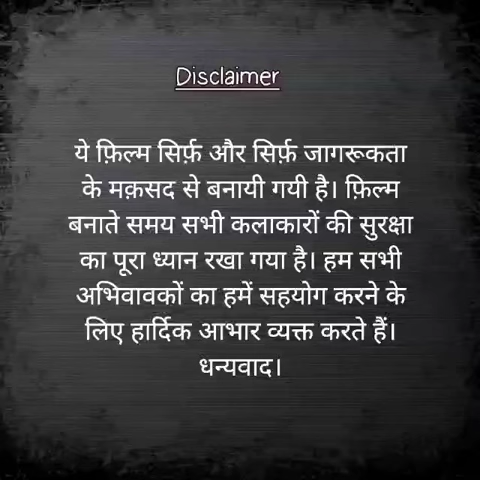 Disclaimer
ये फ़िल्म सिर्फ़ और सिर्फ़ जागरूकता
के मक़सद से बनायी गयी है। फ़िल्म
बनाते समय सभी कलाकारों की सुरक्षा
का पूरा ध्यान रखा गया है। हम सभी
अभिवावकों का हमें सहयोग करने के
लिए हार्दिक आभार व्यक्त करते हैं।
धन्यवाद।